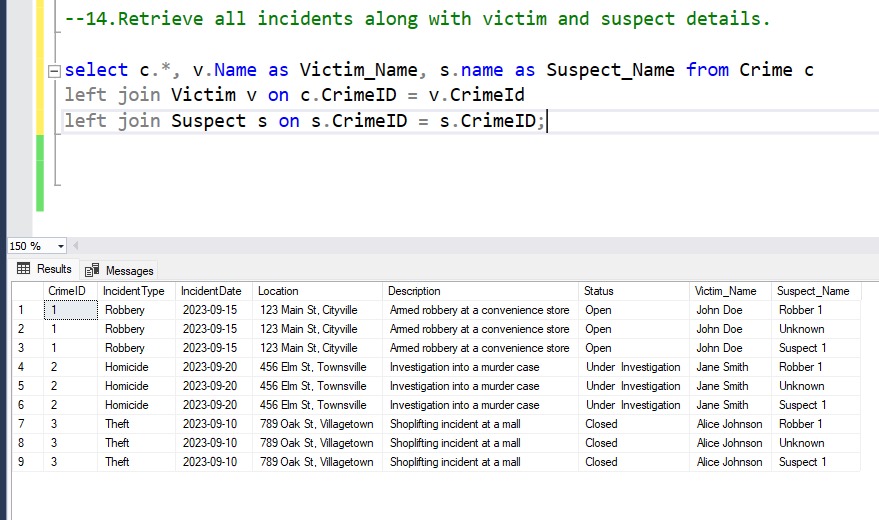 --14.Retrieve all incidents along with victim and suspect details.
select c.*, v.Name as Victim_Name, s.name as Suspect_Name from Crime c
left join Victim v on c.CrimeID = v.CrimeId
left join Suspect s on s.CrimeID = s.CrimeID;
150 %
Results Messages
CrimeID IncidentType IncidentDate Location Description Status Victim_Name Suspect_Name
1 1 Robbery 2023-09-15 123 Main St, Cityville Armed robbery at a convenience store Open John Doe Robber 1
2 1 Robbery 2023-09-15 123 Main St, Cityville Armed robbery at a convenience store Open John Doe Unknown
3 1 Robbery 2023-09-15 123 Main St, Cityville Armed robbery at a convenience store Open John Doe Suspect 1
4 2 Homicide 2023-09-20 456 Elm St, Townsville Investigation into a murder case Under Investigation Jane Smith Robber 1
5 2 Homicide 2023-09-20 456 Elm St, Townsville Investigation into a murder case Under Investigation Jane Smith Unknown
6 2 Homicide 2023-09-20 456 Elm St, Townsville Investigation into a murder case Under Investigation Jane Smith Suspect 1
7 3 Theft 2023-09-10 789 Oak St, Villagetown Shoplifting incident at a mall Closed Alice Johnson Robber 1
8 3 Theft 2023-09-10 789 Oak St, Villagetown Shoplifting incident at a mall Closed Alice Johnson Unknown
9 3 Theft 2023-09-10 789 Oak St, Villagetown Shoplifting incident at a mall Closed Alice Johnson Suspect 1